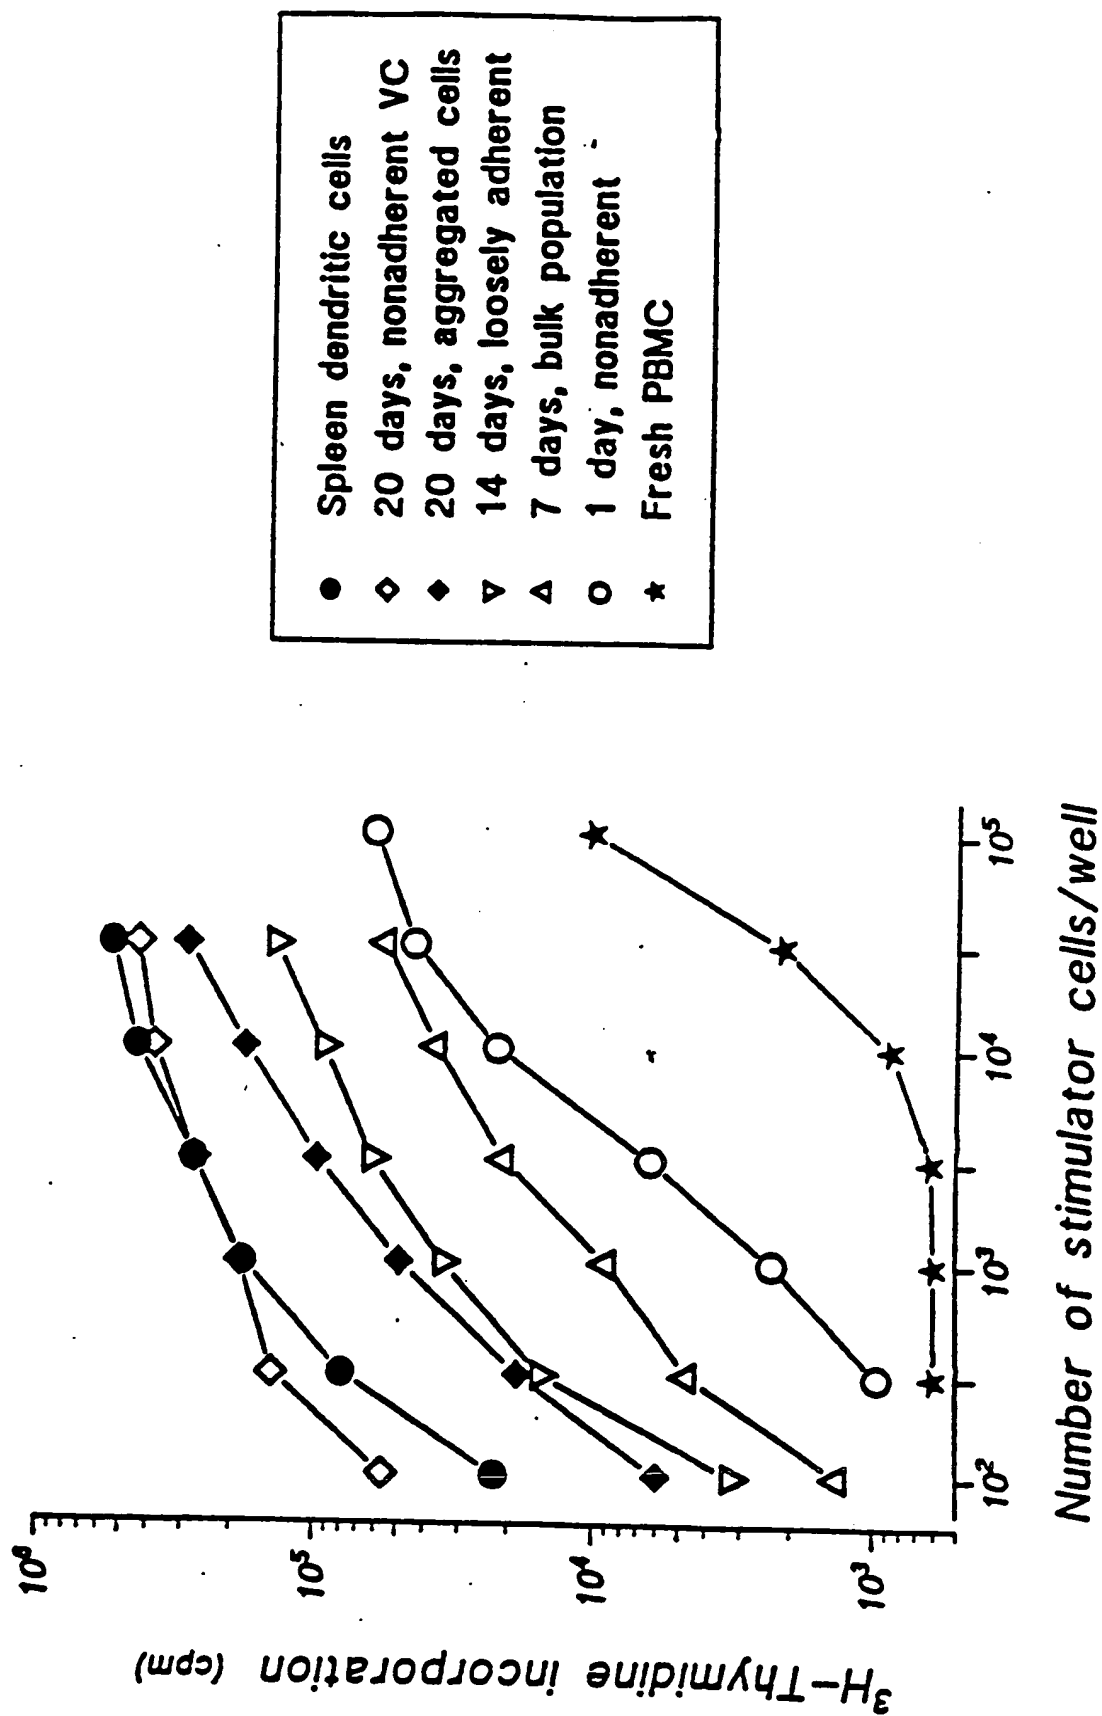 ³H-Thymidine incorporation (cpm)
10⁶
10⁵
10⁴
10³
10²
10³
10⁴
10⁵
Number of stimulator cells/well
Spleen dendritic cells
20 days, nonadherent VC
20 days, aggregated cells
14 days, loosely adherent
7 days, bulk population
1 day, nonadherent
Fresh PBMC